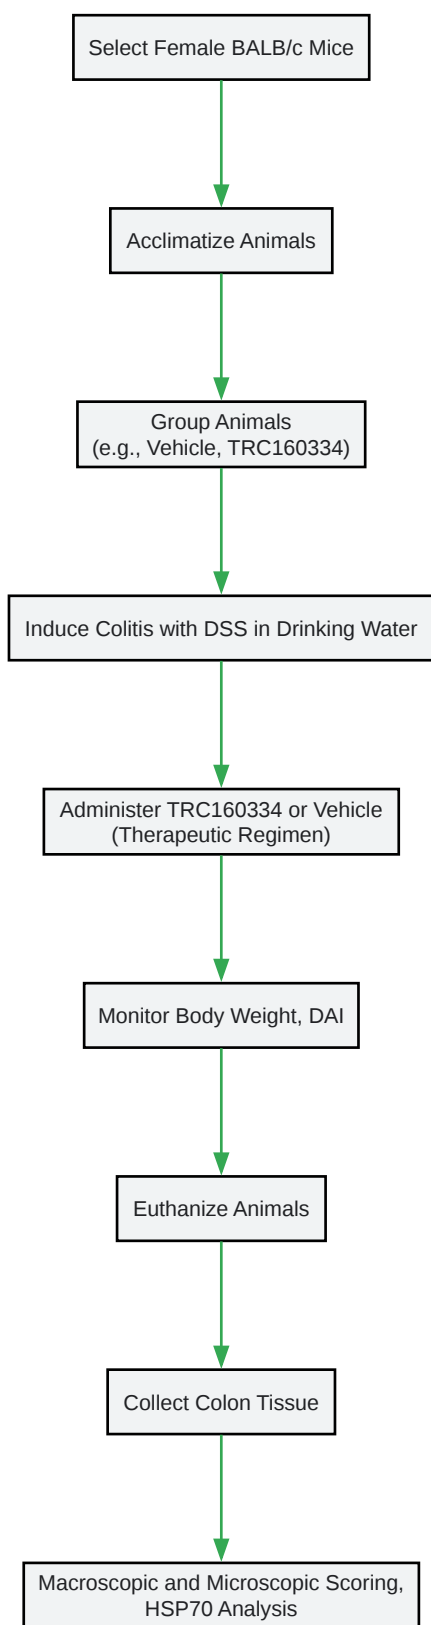 Select Female BALB/c Mice
Acclimatize Animals
Group Animals
(e.g., Vehicle, TRC160334)
Induce Colitis with DSS in Drinking Water
Administer TRC160334 or Vehicle
(Therapeutic Regimen)
Monitor Body Weight, DAI
Euthanize Animals
Collect Colon Tissue
Macroscopic and Microscopic Scoring,
HSP70 Analysis